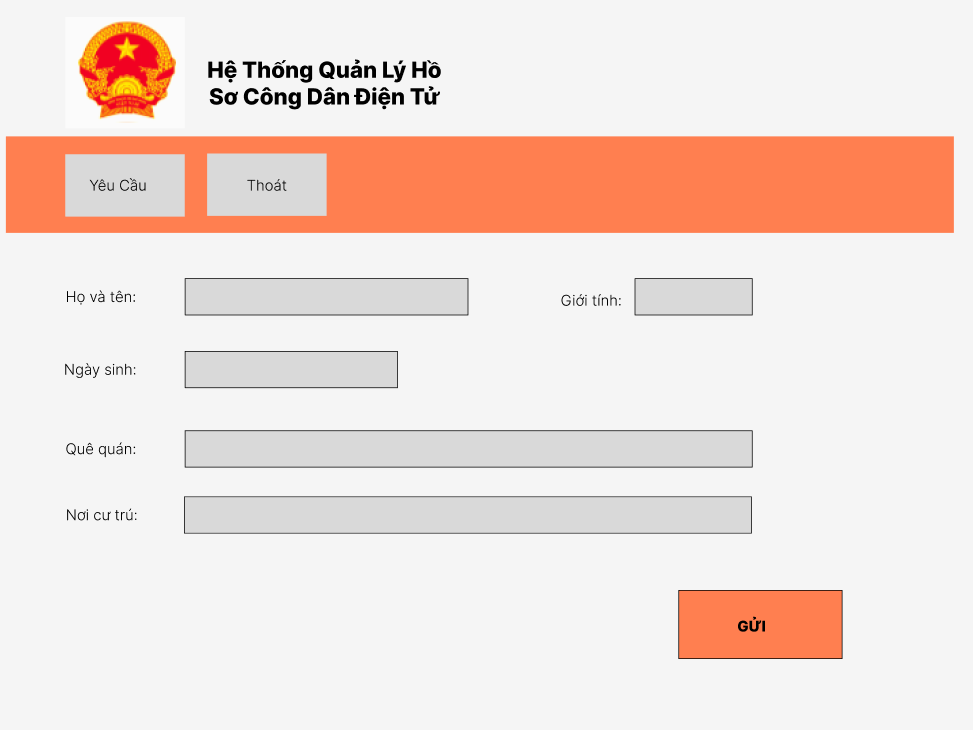 Hệ Thống Quản Lý Hồ
Sơ Công Dân Điện Tử
Yêu Cầu
Thoát
Họ và tên:
Giới tính:
Ngày sinh:
Quê quán:
Nơi cư trú:
GỬI